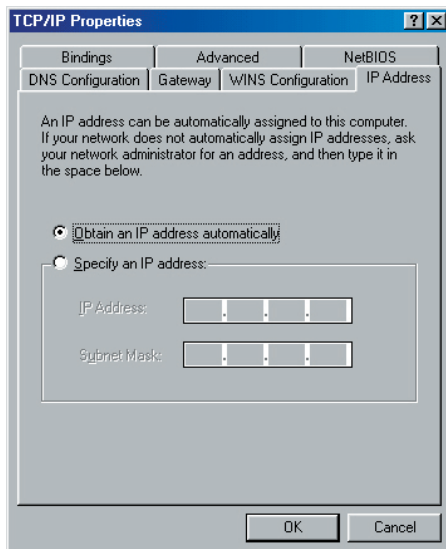 TCP/IP Properties
Bindings Advanced NetBIOS
DNS Configuration Gateway WINS Configuration IP Address
An IP address can be automatically assigned to this computer.
If your network does not automatically assign IP addresses, ask
your network administrator for an address, and then type it in
the space below.
Obtain an IP address automatically
Specify an IP address:
IP Address:
Subnet Mask:
OK Cancel